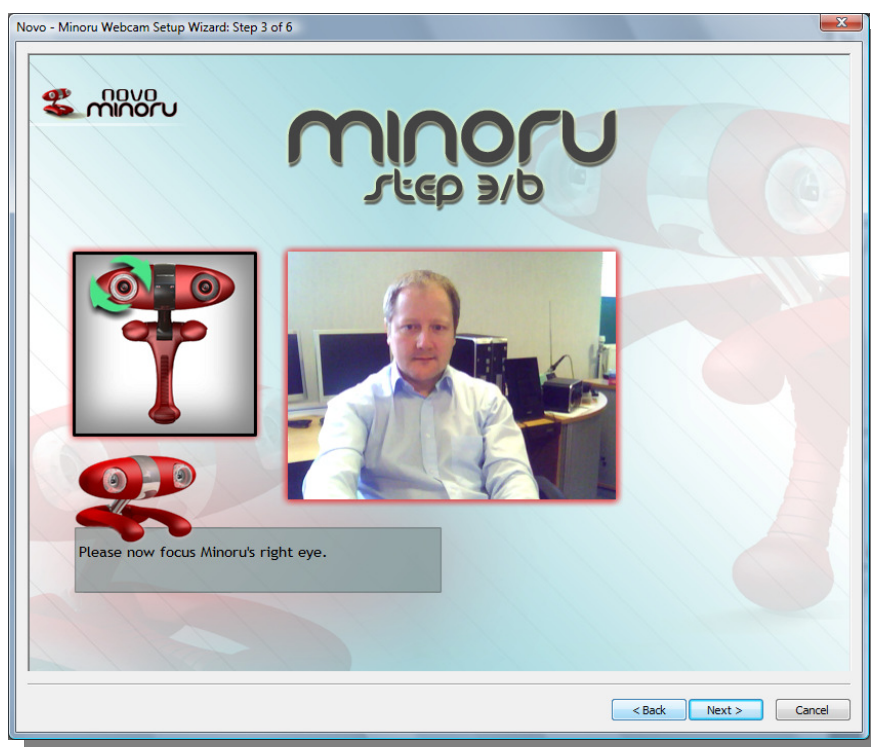 Novo - Minoru Webcam Setup Wizard: Step 3 of 6
novo
minoru
minoru
step 3/b
Please now focus Minoru's right eye.
< Back
Next >
Cancel